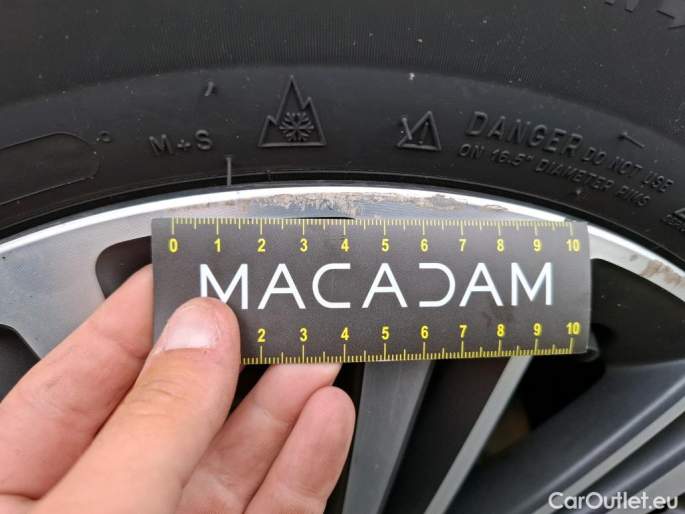 M+S
DANGER DO NOT USE
ON 16.5" DIAMETER RIMS
0 1 2 3 4 5 6 7 8 9 10
MACADAM
2 3 4 5 6 7 8 9 10
CarOutlet.eu